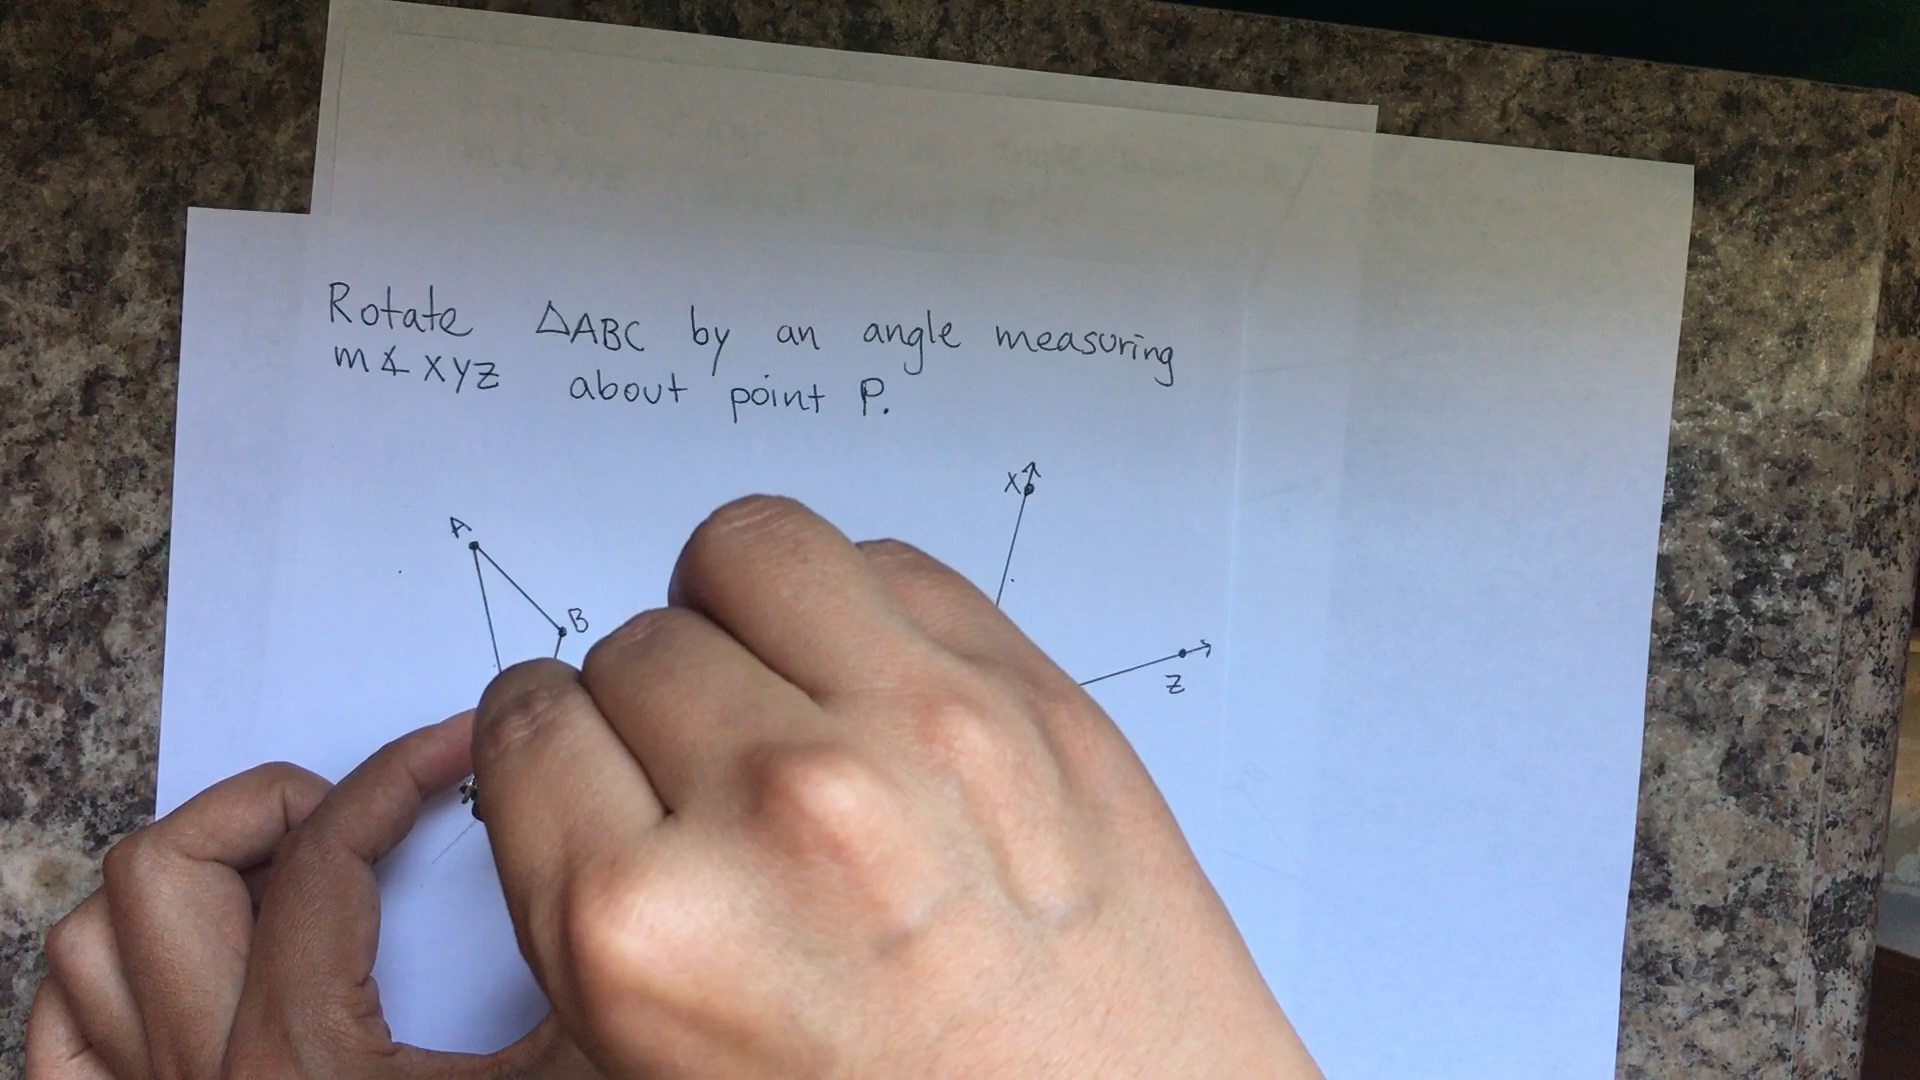 Rotate △ABC by an angle measuring
m∡XYZ about point P.
X
A
B
Z